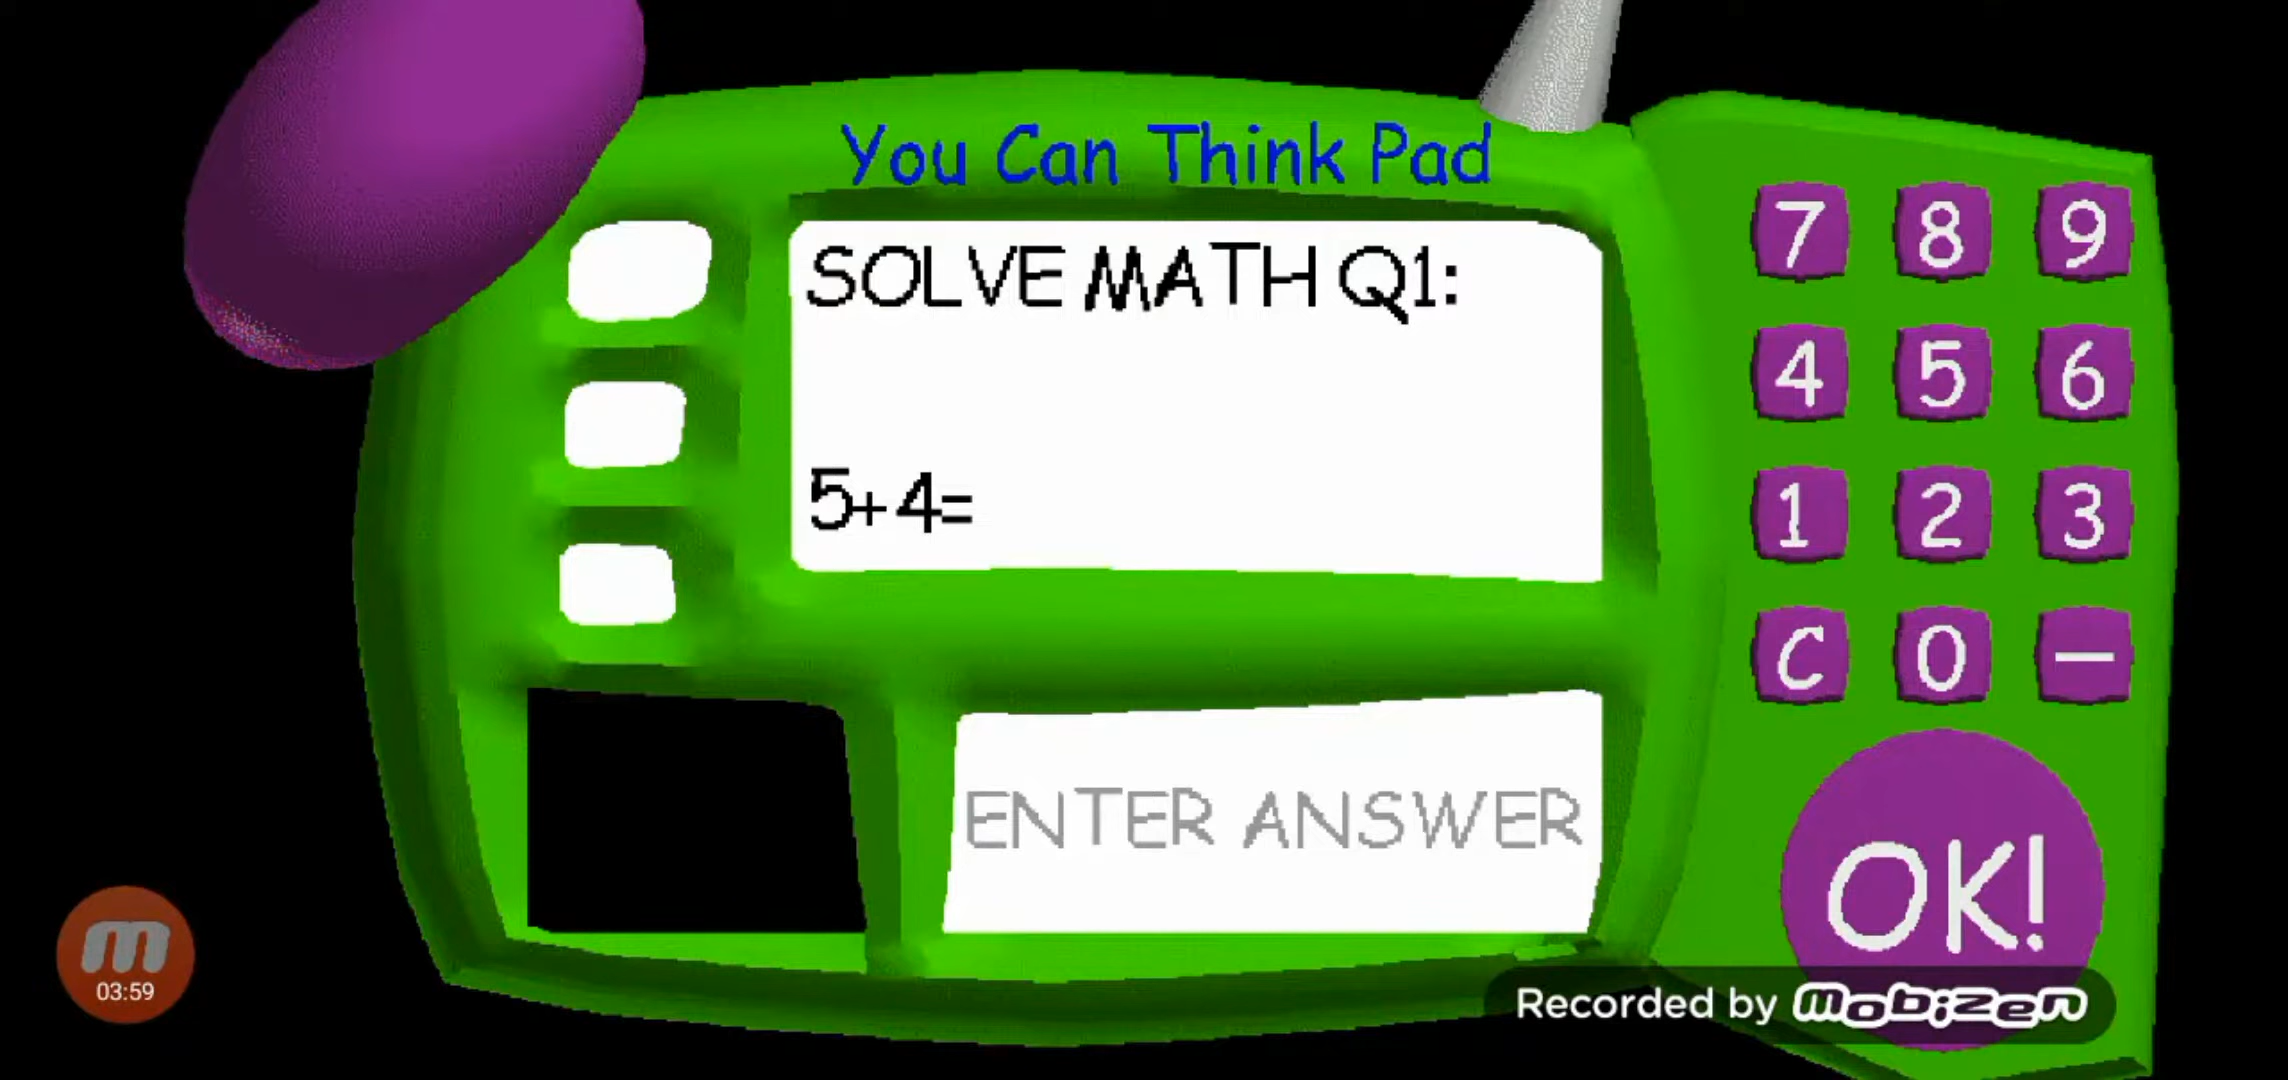 You Can Think Pad
SOLVE MATH Q1:
5+4=
ENTER ANSWER
7 8 9
4 5 6
1 2 3
C 0 –
OK!
m
03:59
Recorded by mobizen